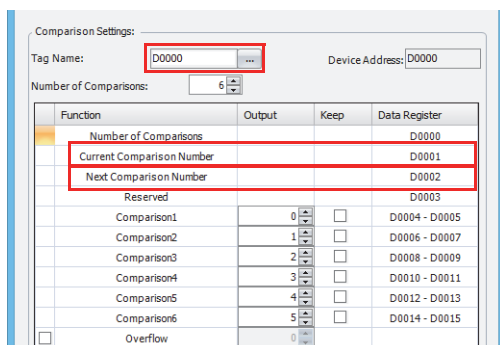 Comparison Settings:
Tag Name: D0000 ... Device Address: D0000
Number of Comparisons: 6
Function Output Keep Data Register
Number of Comparisons D0000
Current Comparison Number D0001
Next Comparison Number D0002
Reserved D0003
Comparison1 0 D0004 - D0005
Comparison2 1 D0006 - D0007
Comparison3 2 D0008 - D0009
Comparison4 3 D0010 - D0011
Comparison5 4 D0012 - D0013
Comparison6 5 D0014 - D0015
Overflow 0